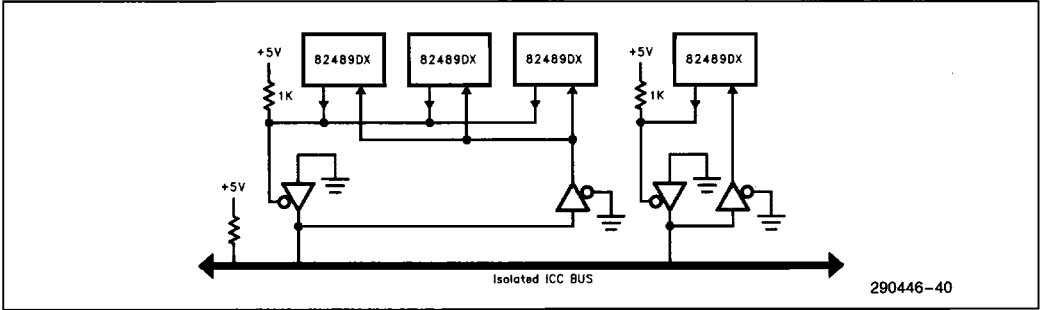 +5V
82489DX
82489DX
82489DX
+5V
82489DX
1K
1K
+5V
Isolated ICC BUS
290446-40